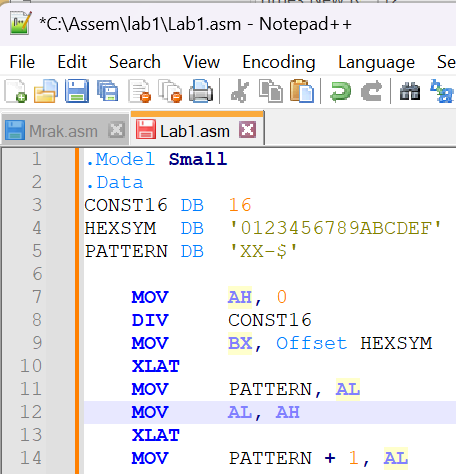 *C:\Assem\lab1\Lab1.asm - Notepad++
File Edit Search View Encoding Language Se
Mrak.asm Lab1.asm
1 .Model Small
2 .Data
3 CONST16 DB 16
4 HEXSYM DB '0123456789ABCDEF'
5 PATTERN DB 'XX-$'
6
7 MOV AH, 0
8 DIV CONST16
9 MOV BX, Offset HEXSYM
10 XLAT
11 MOV PATTERN, AL
12 MOV AL, AH
13 XLAT
14 MOV PATTERN + 1, AL